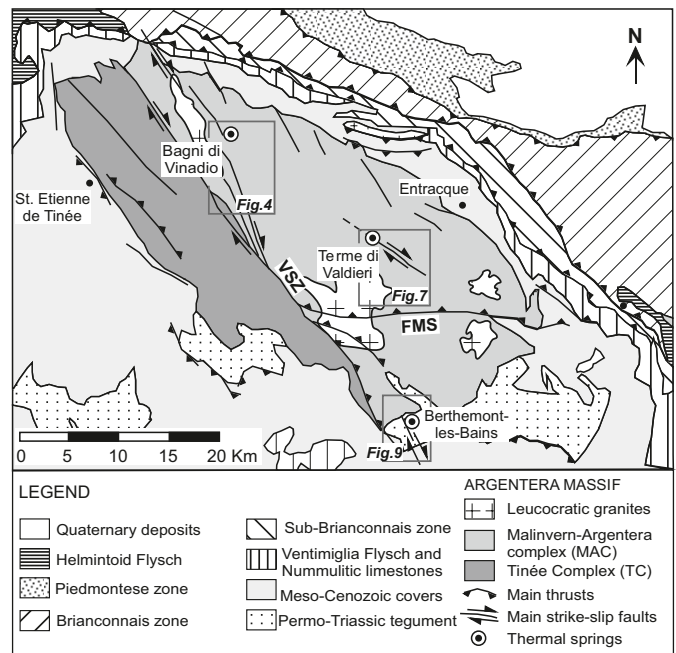 N
Bagni di
Vinadio
St. Etienne
de Tinée
Fig.4
Entracque
Terme di
Valdieri
VSZ
Fig.7
FMS
Berthemont-
les-Bains
Fig.9
0 5 10 15 20 Km
LEGEND
Quaternary deposits
Helmintoid Flysch
Piedmontese zone
Brianconnais zone
Sub-Brianconnais zone
Ventimiglia Flysch and
Nummulitic limestones
Meso-Cenozoic covers
Permo-Triassic tegument
ARGENTERA MASSIF
Leucocratic granites
Malinvern-Argentera
complex (MAC)
Tinée Complex (TC)
Main thrusts
Main strike-slip faults
Thermal springs